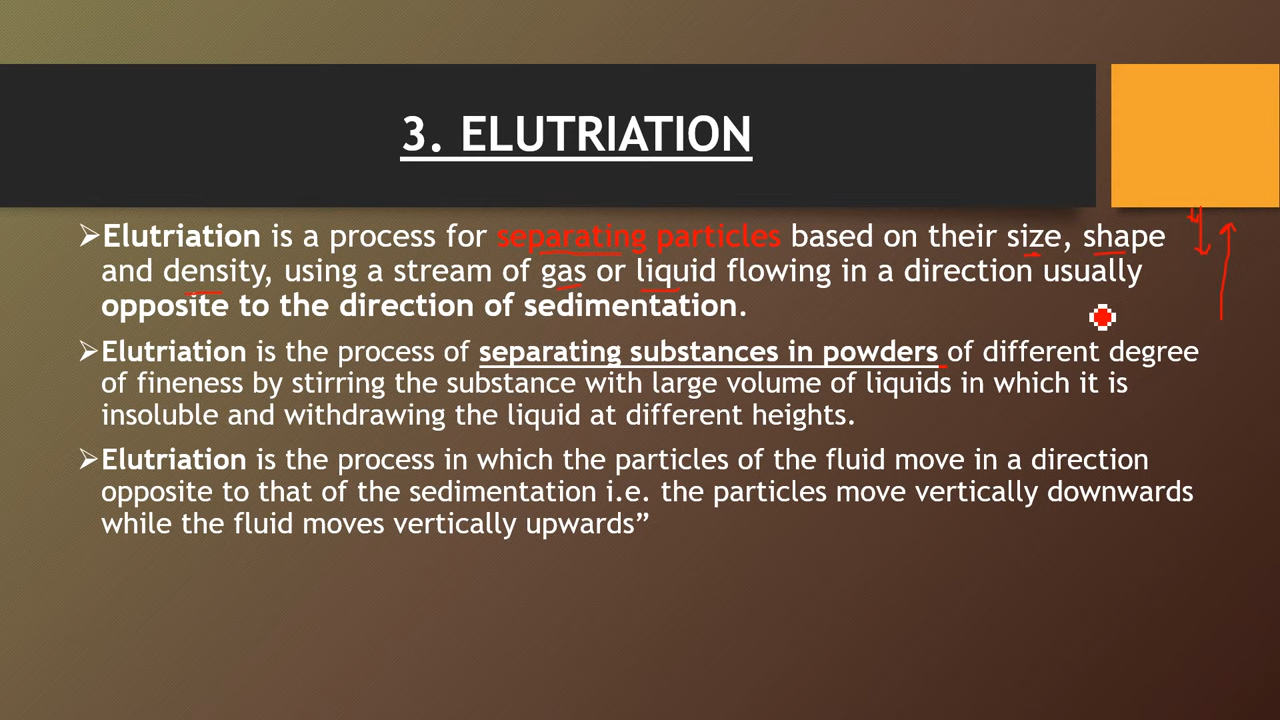 3. ELUTRIATION
➢Elutriation is a process for separating particles based on their size, shape
and density, using a stream of gas or liquid flowing in a direction usually
opposite to the direction of sedimentation.
➢Elutriation is the process of separating substances in powders of different degree
of fineness by stirring the substance with large volume of liquids in which it is
insoluble and withdrawing the liquid at different heights.
➢Elutriation is the process in which the particles of the fluid move in a direction
opposite to that of the sedimentation i.e. the particles move vertically downwards
while the fluid moves vertically upwards”